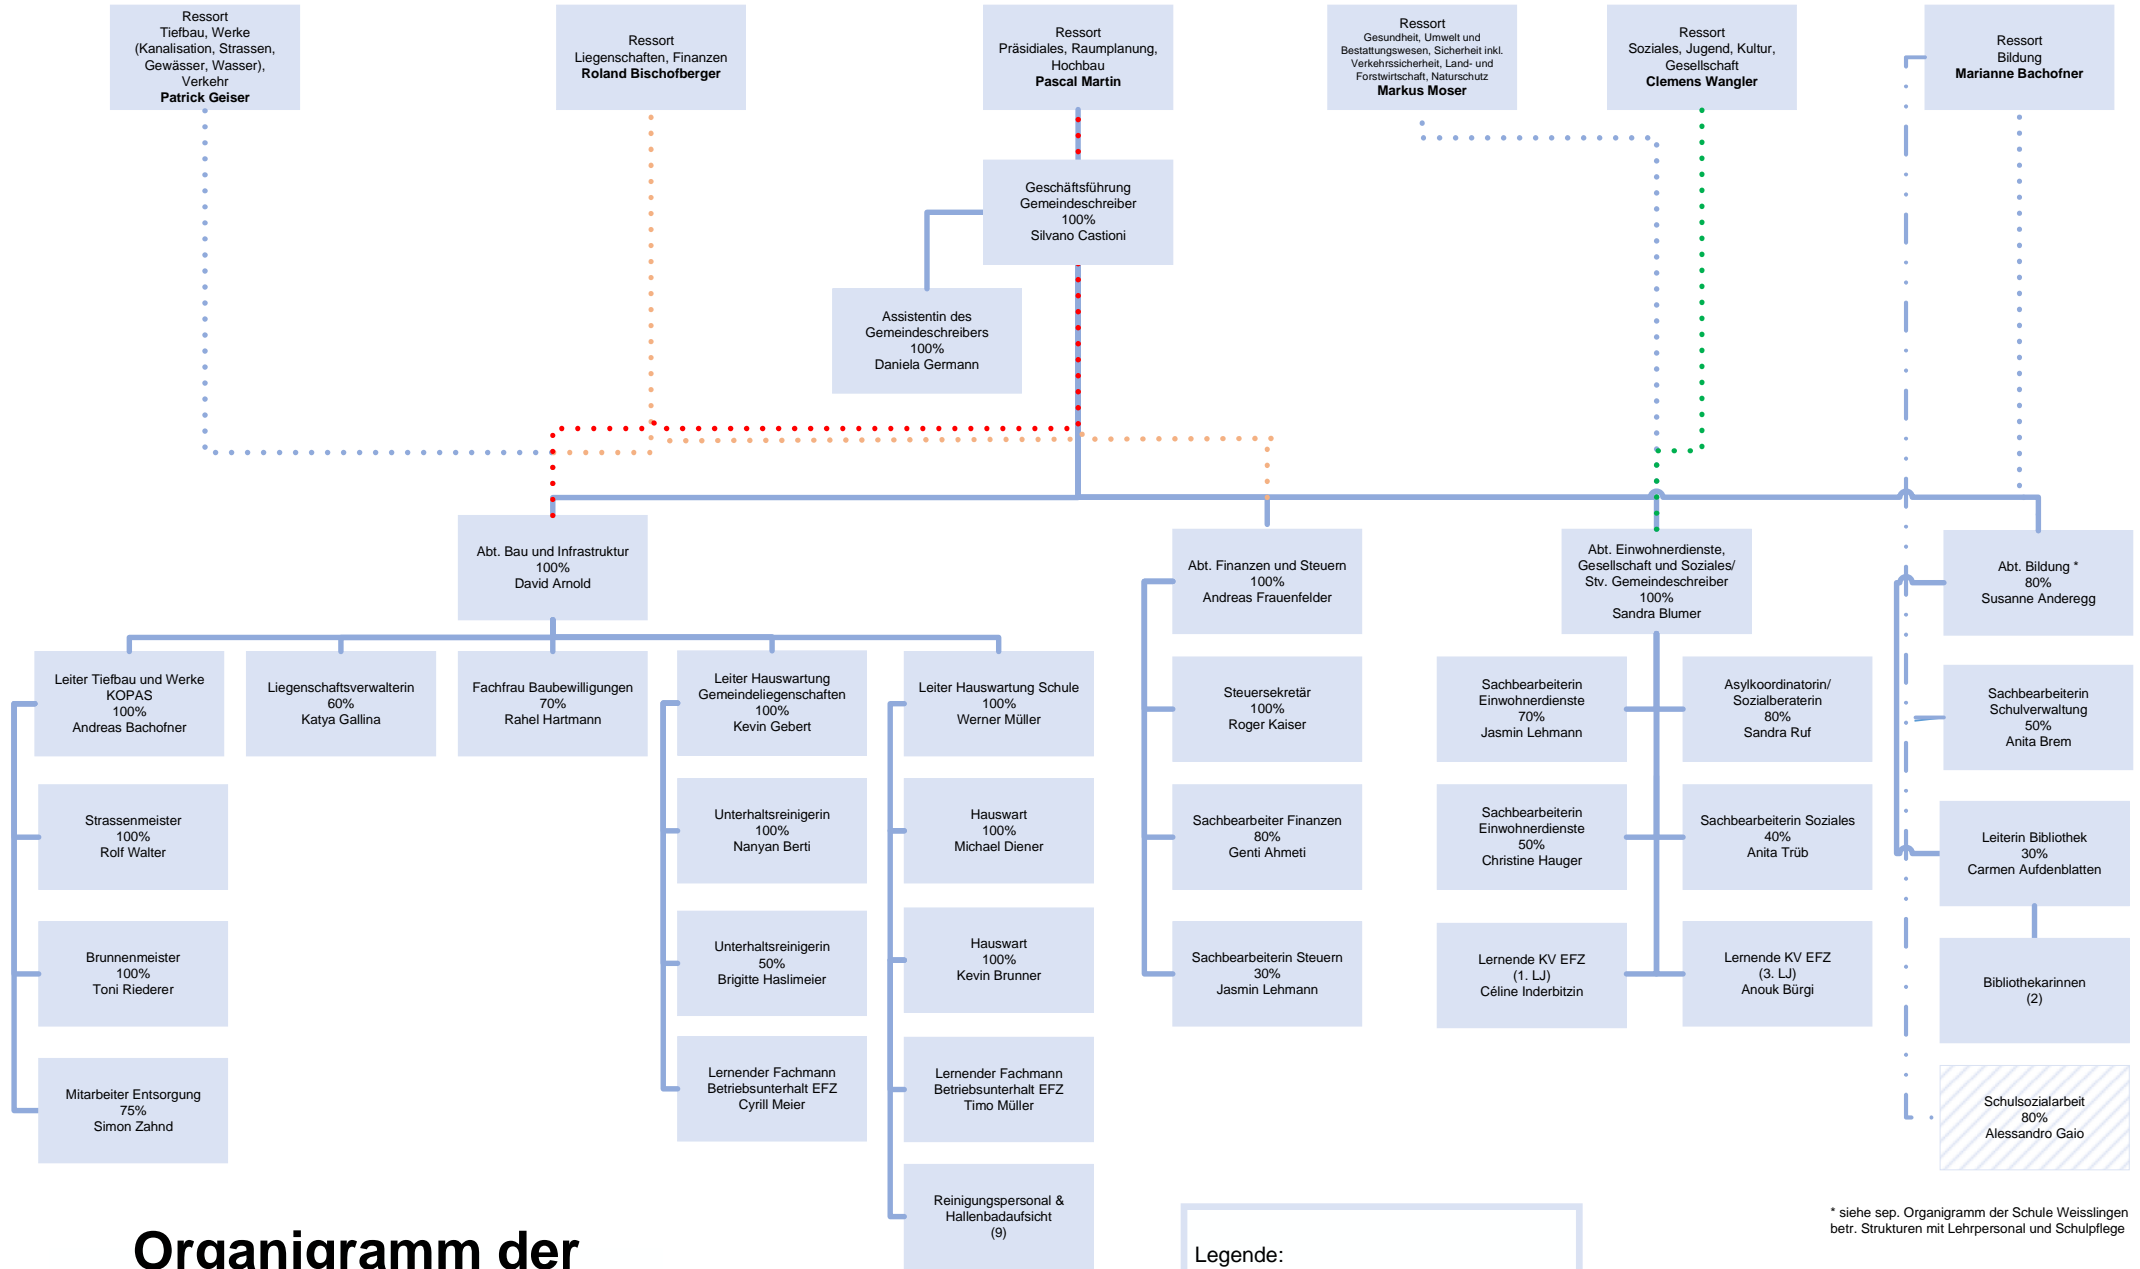 Ressort
Tiefbau, Werke
(Kanalisation, Strassen,
Gewässer, Wasser),
Verkehr
Patrick Geiser
Ressort
Liegenschaften, Finanzen
Roland Bischofberger
Ressort
Präsidiales, Raumplanung,
Hochbau
Pascal Martin
Ressort
Gesundheit, Umwelt und
Bestattungswesen, Sicherheit inkl.
Verkehrssicherheit, Land- und
Forstwirtschaft, Naturschutz
Markus Moser
Ressort
Soziales, Jugend, Kultur,
Gesellschaft
Clemens Wangler
Ressort
Bildung
Marianne Bachofner
Geschäftsführung
Gemeindeschreiber
100%
Silvano Castioni
Assistentin des
Gemeindeschreibers
100%
Daniela Germann
Abt. Bau und Infrastruktur
100%
David Arnold
Abt. Finanzen und Steuern
100%
Andreas Frauenfelder
Abt. Einwohnerdienste,
Gesellschaft und Soziales/
Stv. Gemeindeschreiber
100%
Sandra Blumer
Abt. Bildung *
80%
Susanne Anderegg
Leiter Tiefbau und Werke
KOPAS
100%
Andreas Bachofner
Liegenschaftsverwalterin
60%
Katya Gallina
Fachfrau Baubewilligungen
70%
Rahel Hartmann
Leiter Hauswartung
Gemeindeliegenschaften
100%
Kevin Gebert
Leiter Hauswartung Schule
100%
Werner Müller
Steuersekretär
100%
Roger Kaiser
Sachbearbeiterin
Einwohnerdienste
70%
Jasmin Lehmann
Asylkoordinatorin/
Sozialberaterin
80%
Sandra Ruf
Sachbearbeiterin
Schulverwaltung
50%
Anita Brem
Strassenmeister
100%
Rolf Walter
Unterhaltsreinigerin
100%
Nanyan Berti
Hauswart
100%
Michael Diener
Sachbearbeiter Finanzen
80%
Genti Ahmeti
Sachbearbeiterin
Einwohnerdienste
50%
Christine Hauger
Sachbearbeiterin Soziales
40%
Anita Trüb
Leiterin Bibliothek
30%
Carmen Aufdenblatten
Brunnenmeister
100%
Toni Riederer
Unterhaltsreinigerin
50%
Brigitte Haslimeier
Hauswart
100%
Kevin Brunner
Sachbearbeiterin Steuern
30%
Jasmin Lehmann
Lernende KV EFZ
(1. LJ)
Céline Inderbitzin
Lernende KV EFZ
(3. LJ)
Anouk Bürgi
Bibliothekarinnen
(2)
Mitarbeiter Entsorgung
75%
Simon Zahnd
Lernender Fachmann
Betriebsunterhalt EFZ
Cyrill Meier
Lernender Fachmann
Betriebsunterhalt EFZ
Timo Müller
Schulsozialarbeit
80%
Alessandro Gaio
Reinigungspersonal &
Hallenbadaufsicht
(9)
* siehe sep. Organigramm der Schule Weisslingen
betr. Strukturen mit Lehrpersonal und Schulpflege
Organigramm der
Legende: